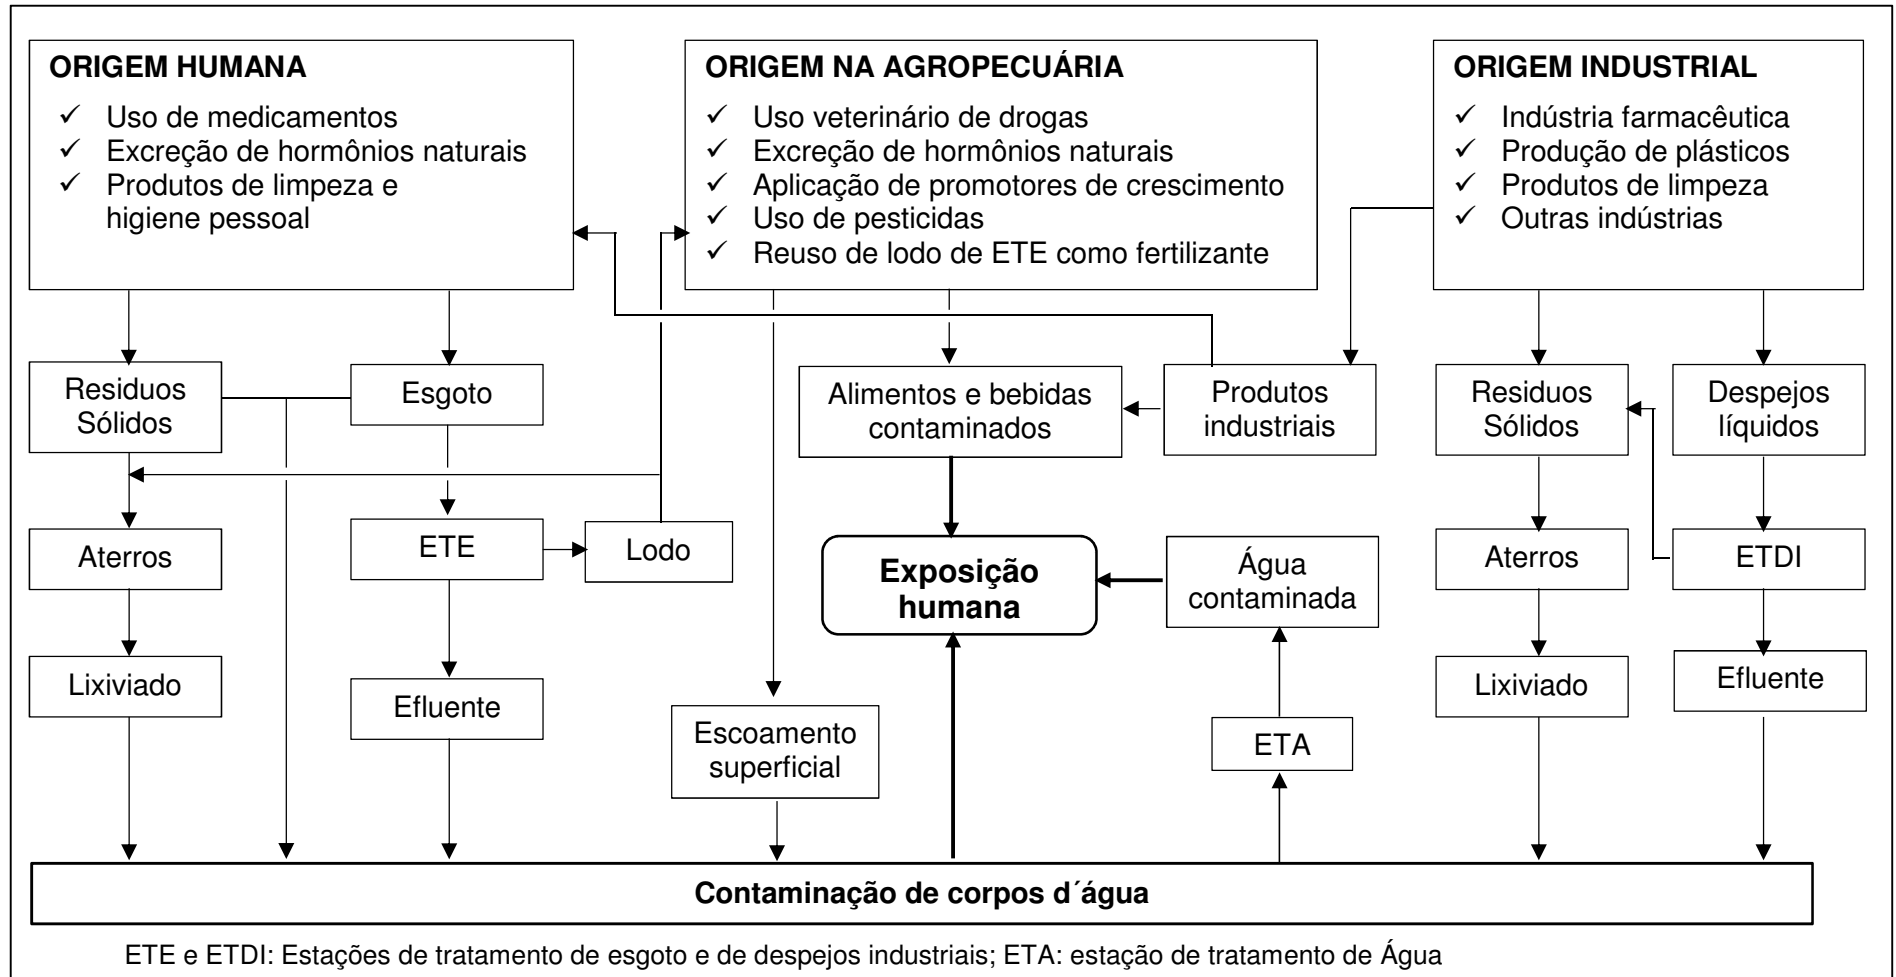 ORIGEM HUMANA
✓ Uso de medicamentos
✓ Excreção de hormônios naturais
✓ Produtos de limpeza e
higiene pessoal
ORIGEM NA AGROPECUÁRIA
✓ Uso veterinário de drogas
✓ Excreção de hormônios naturais
✓ Aplicação de promotores de crescimento
✓ Uso de pesticidas
✓ Reuso de lodo de ETE como fertilizante
ORIGEM INDUSTRIAL
✓ Indústria farmacêutica
✓ Produção de plásticos
✓ Produtos de limpeza
✓ Outras indústrias
Residuos
Sólidos
Esgoto
Alimentos e bebidas
contaminados
Produtos
industriais
Residuos
Sólidos
Despejos
líquidos
Aterros
ETE
Lodo
Exposição
humana
Água
contaminada
Aterros
ETDI
Lixiviado
Efluente
Escoamento
superficial
ETA
Lixiviado
Efluente
Contaminação de corpos d´água
ETE e ETDI: Estações de tratamento de esgoto e de despejos industriais; ETA: estação de tratamento de Água